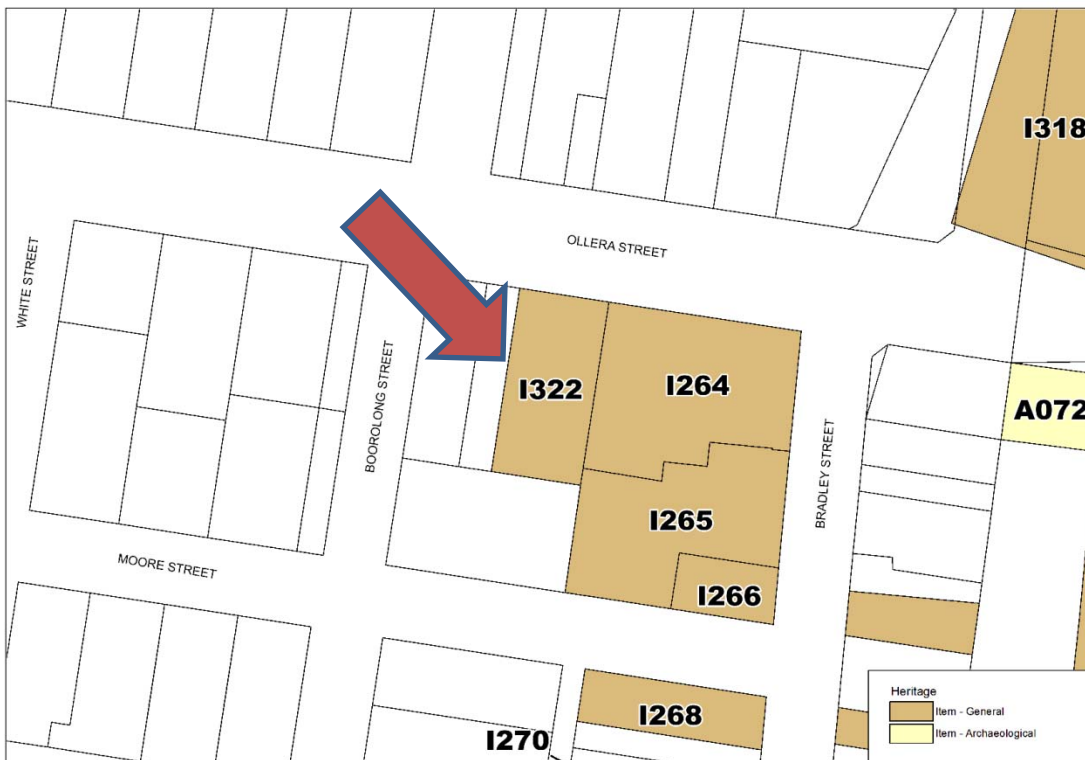 I318
OLLERA STREET
WHITE STREET
BOOROLONG STREET
I322
I264
A072
BRADLEY STREET
I265
MOORE STREET
I266
I268
I270
Heritage
Item - General
Item - Archaeological